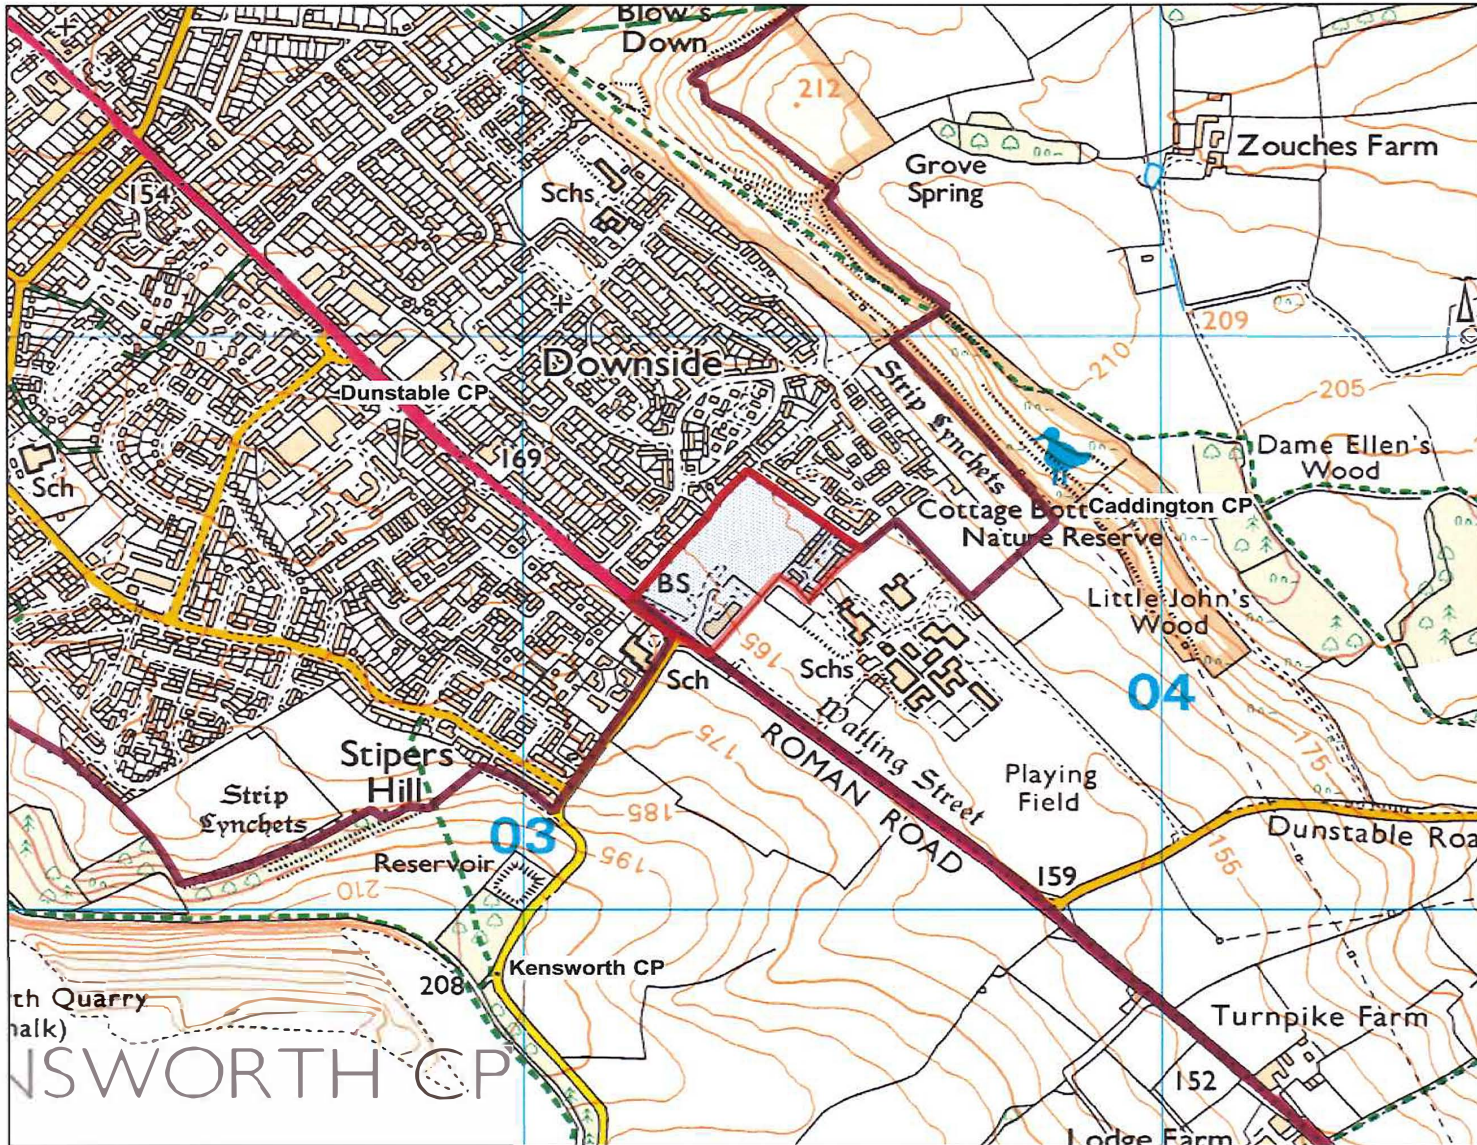 Blow's
Down
212
Zouches Farm
Grove
Spring
Schs
154
209
210
205
Downside
Dunstable CP
Strip
Lynchets
169
Sch
Dame Ellen's
Wood
Caddington CP
Cottage Bott
Nature Reserve
BS
Little John's
Wood
165
Schs
Sch
04
175
Watling Street
ROMAN ROAD
175
Stipers
Hill
Strip
Lynchets
Playing
Field
185
03
195
Dunstable Roa
155
Reservoir
210
159
Kensworth CP
208
th Quarry
halk)
Turnpike Farm
NSWORTH CP
152
Lodge Farm